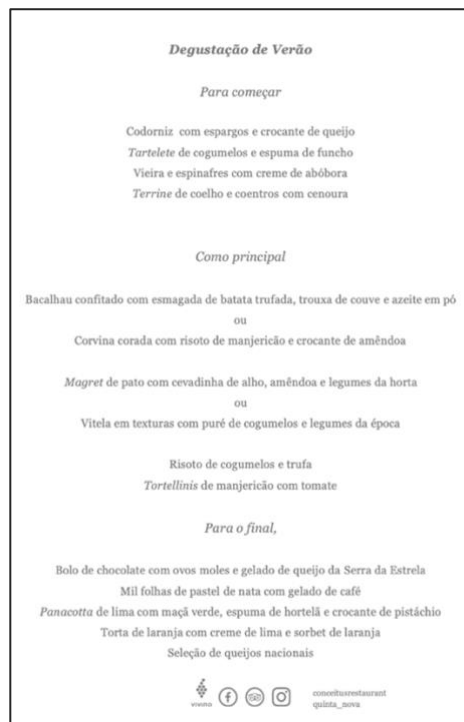 Degustação de Verão
Para começar
Codorniz com espargos e crocante de queijo
Tartelete de cogumelos e espuma de funcho
Vieira e espinafres com creme de abóbora
Terrine de coelho e coentros com cenoura
Como principal
Bacalhau confitado com esmagada de batata trufada, trouxa de couve e azeite em pó
ou
Corvina corada com risoto de manjericão e crocante de amêndoa
Magret de pato com cevadinha de alho, amêndoa e legumes da horta
ou
Vitela em texturas com puré de cogumelos e legumes da época
Risoto de cogumelos e trufa
Tortellinis de manjericão com tomate
Para o final,
Bolo de chocolate com ovos moles e gelado de queijo da Serra da Estrela
Mil folhas de pastel de nata com gelado de café
Panacotta de lima com maçã verde, espuma de hortelã e crocante de pistáchio
Torta de laranja com creme de lima e sorbet de laranja
Seleção de queijos nacionais
VIVINO
conceitusrestaurant
quinta_nova